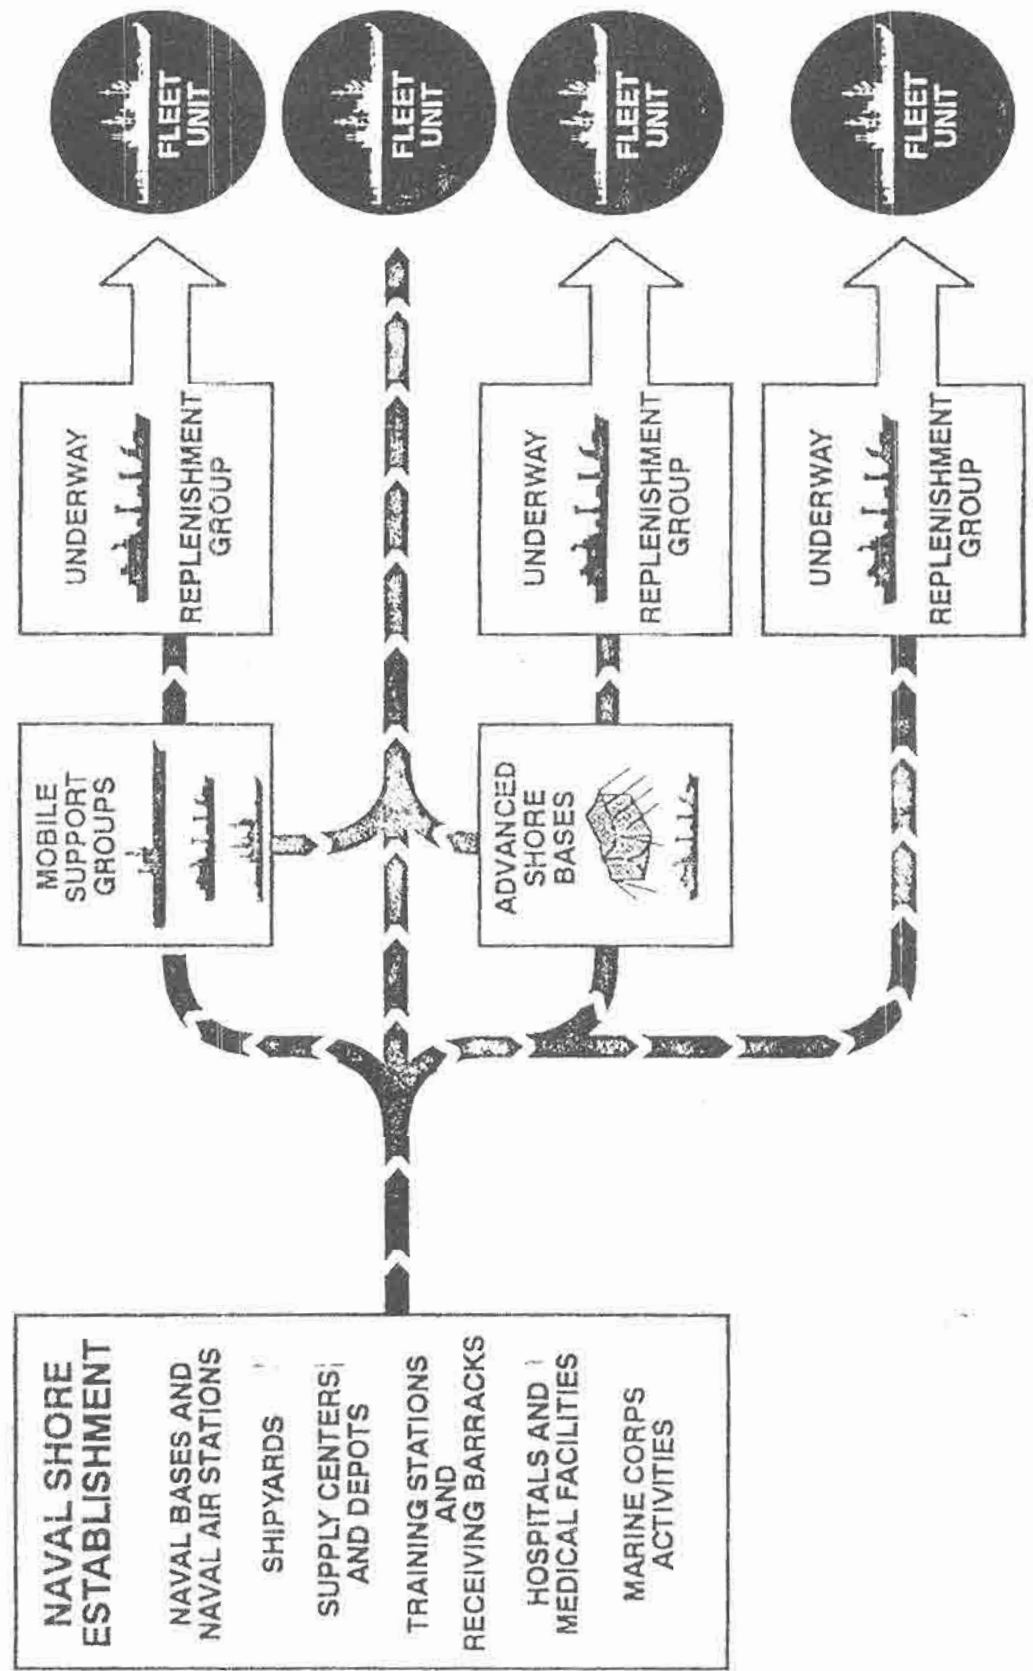 NAVAL SHORE
ESTABLISHMENT
NAVAL BASES AND
NAVAL AIR STATIONS
SHIPYARDS
SUPPLY CENTERS
AND DEPOTS
TRAINING STATIONS
AND
RECEIVING BARRACKS
HOSPITALS AND
MEDICAL FACILITIES
MARINE CORPS
ACTIVITIES
MOBILE
SUPPORT
GROUPS
ADVANCED
SHORE
BASES
UNDERWAY
REPLENISHMENT
GROUP
UNDERWAY
REPLENISHMENT
GROUP
UNDERWAY
REPLENISHMENT
GROUP
FLEET
UNIT
FLEET
UNIT
FLEET
UNIT
FLEET
UNIT